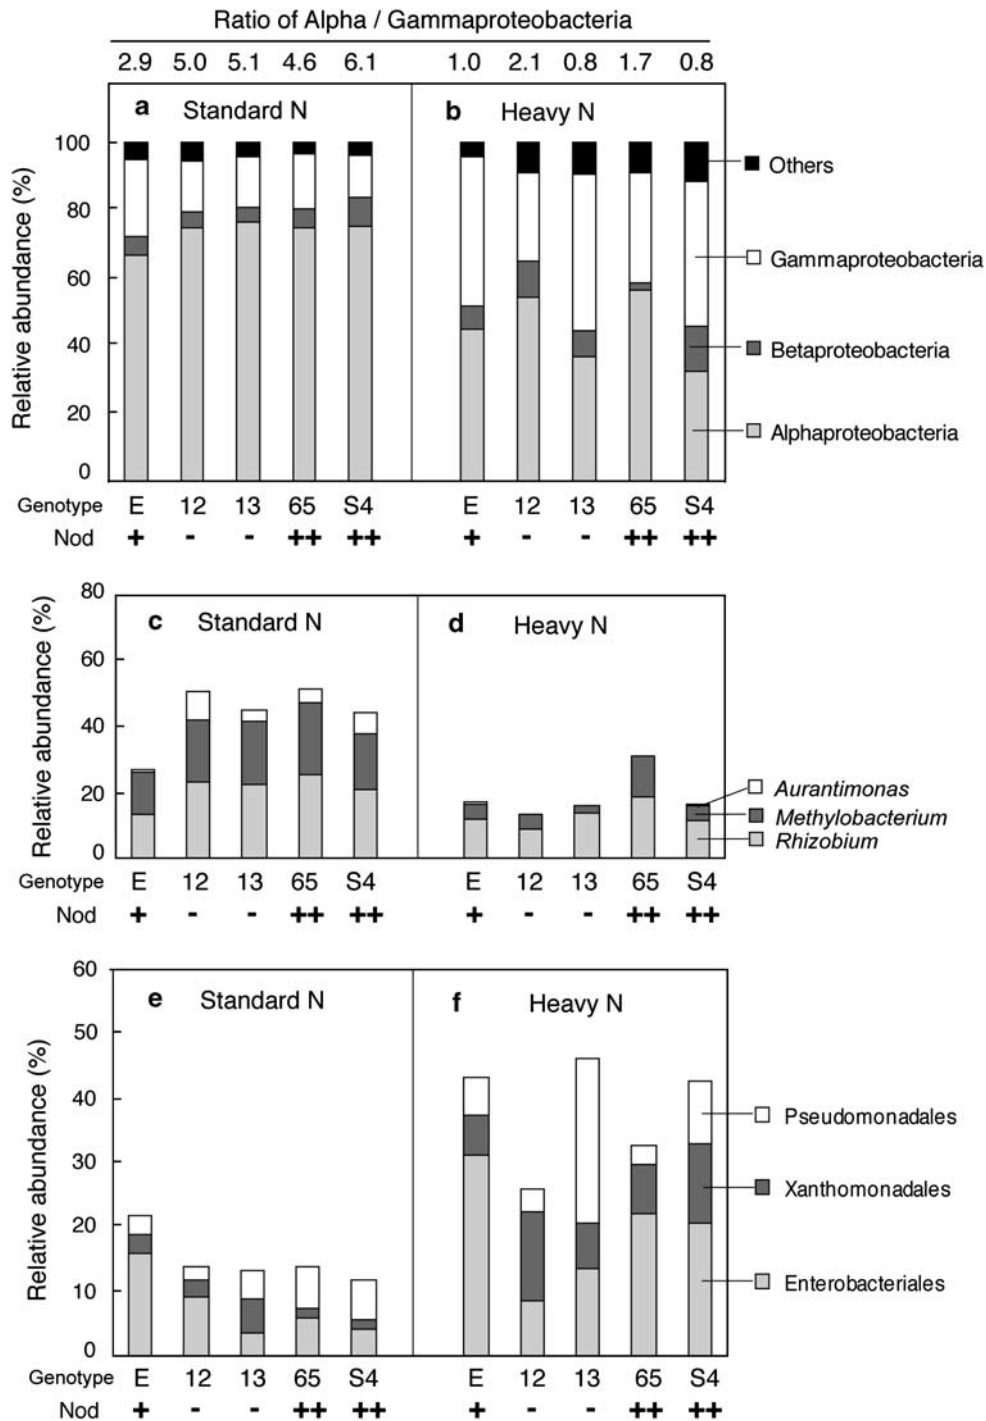 Ratio of Alpha / Gammaproteobacteria
2.9 5.0 5.1 4.6 6.1 1.0 2.1 0.8 1.7 0.8
a Standard N b Heavy N
Relative abundance (%)
100
80
60
40
20
0
Others
Gammaproteobacteria
Betaproteobacteria
Alphaproteobacteria
Genotype E 12 13 65 S4 E 12 13 65 S4
Nod + - - ++ ++ + - - ++ ++
c Standard N d Heavy N
Relative abundance (%)
80
60
40
20
0
Aurantimonas
Methylobacterium
Rhizobium
Genotype E 12 13 65 S4 E 12 13 65 S4
Nod + - - ++ ++ + - - ++ ++
e Standard N f Heavy N
Relative abundance (%)
60
50
40
30
20
10
0
Pseudomonadales
Xanthomonadales
Enterobacteriales
Genotype E 12 13 65 S4 E 12 13 65 S4
Nod + - - ++ ++ + - - ++ ++